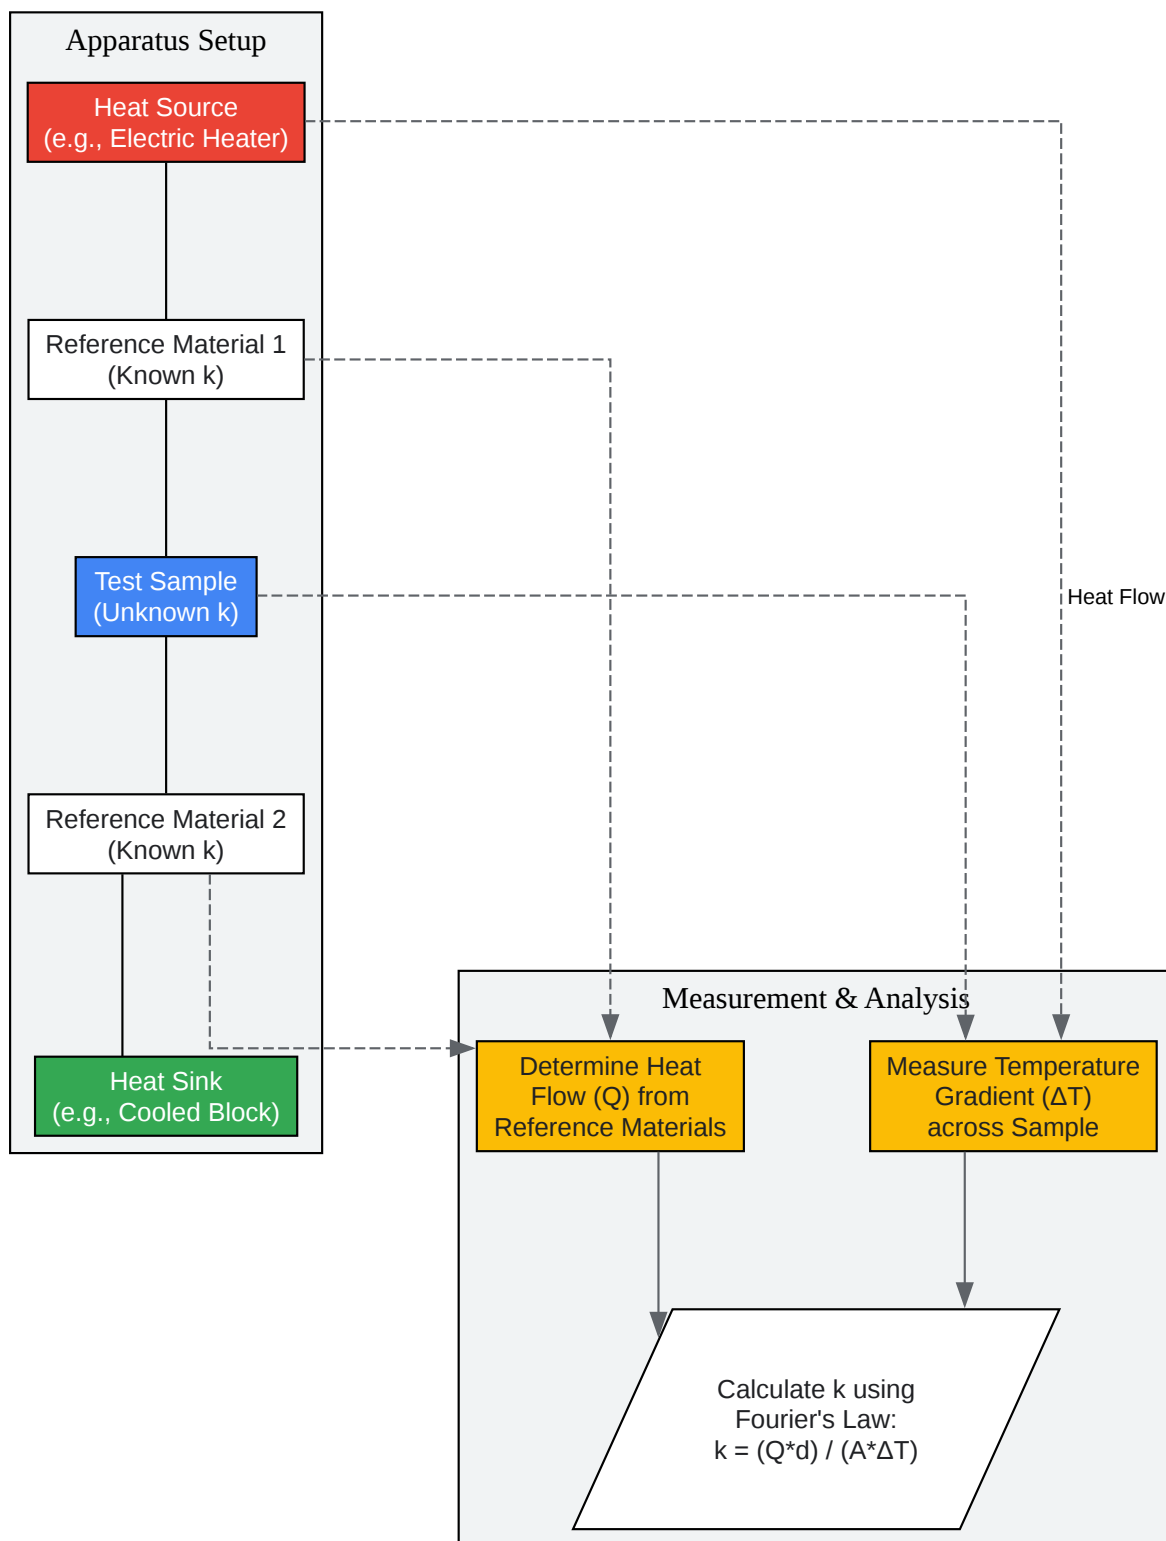 Apparatus Setup
Heat Source
(e.g., Electric Heater)
Reference Material 1
(Known k)
Test Sample
(Unknown k)
Heat Flow
Reference Material 2
(Known k)
Heat Sink
(e.g., Cooled Block)
Measurement & Analysis
Determine Heat
Flow (Q) from
Reference Materials
Measure Temperature
Gradient (ΔT)
across Sample
Calculate k using
Fourier's Law:
k = (Q*d) / (A*ΔT)